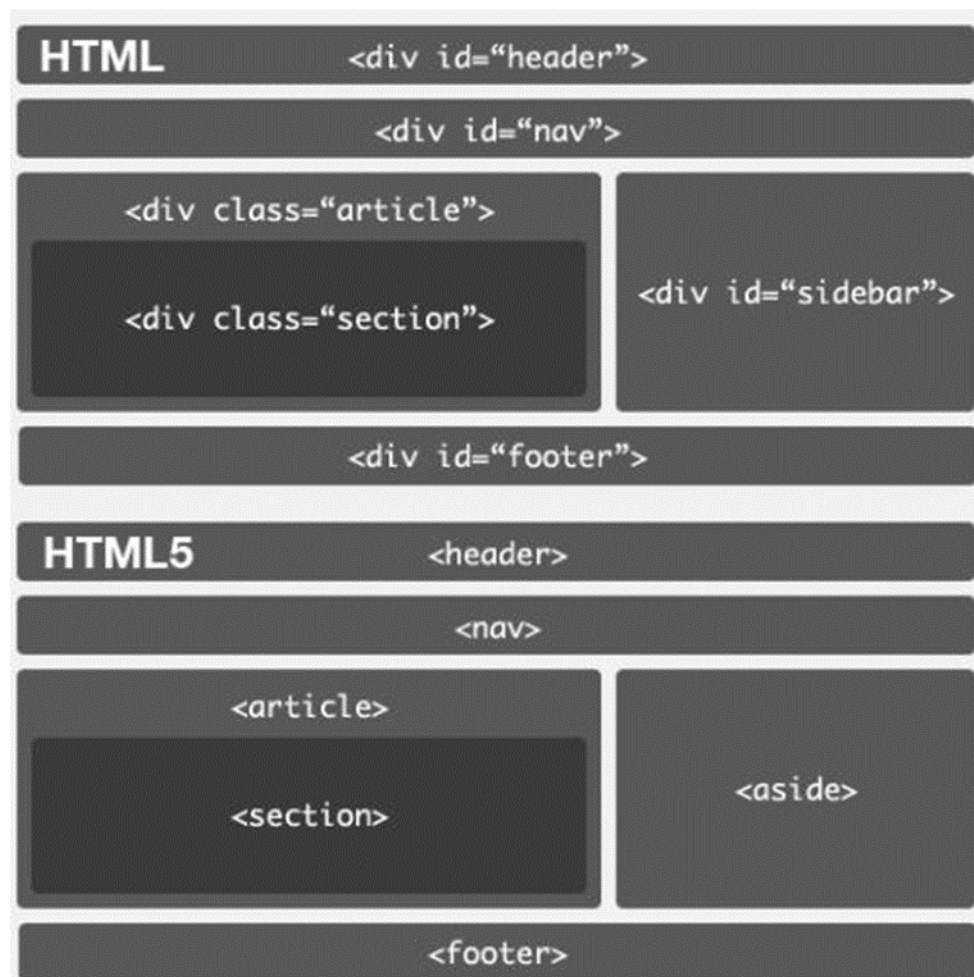 HTML <div id=“header”>
<div id=“nav”>
<div class=“article”>
<div class=“section”>
<div id=“sidebar”>
<div id=“footer”>
HTML5 <header>
<nav>
<article>
<section>
<aside>
<footer>